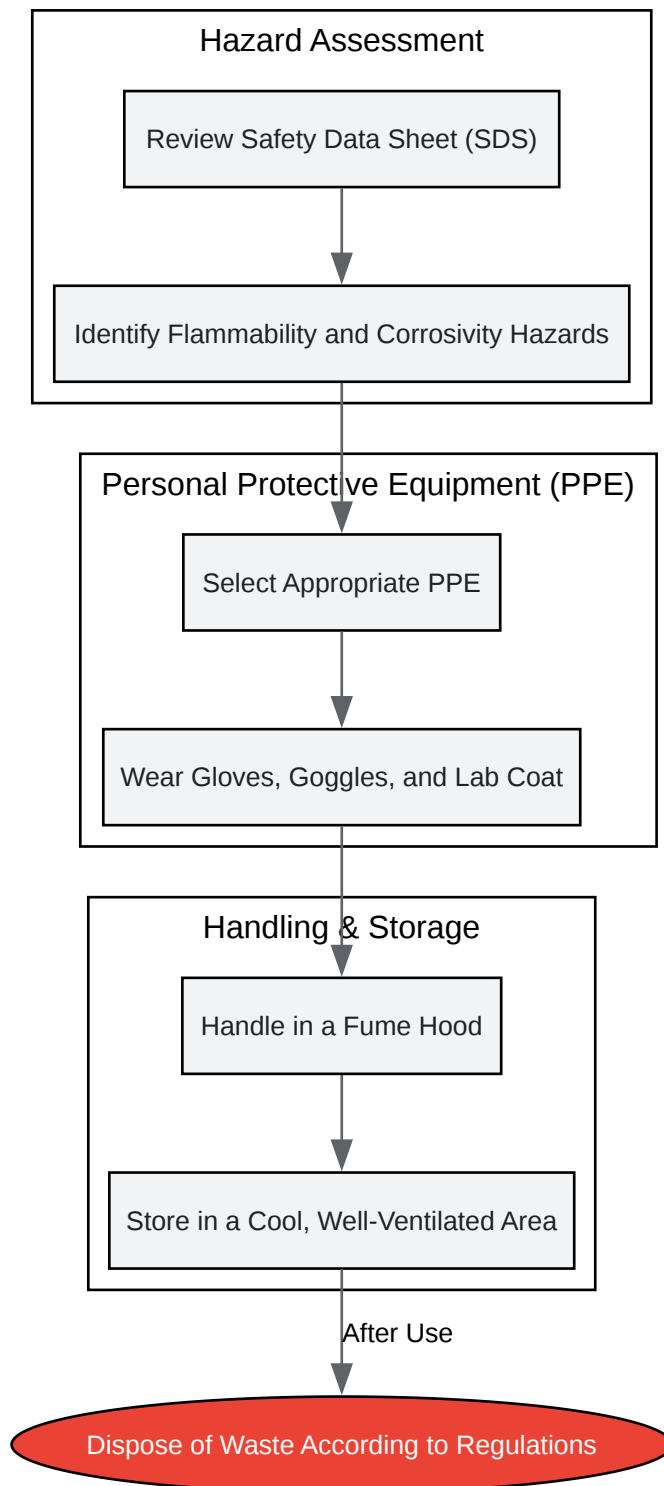 Hazard Assessment
Review Safety Data Sheet (SDS)
Identify Flammability and Corrosivity Hazards
Personal Protective Equipment (PPE)
Select Appropriate PPE
Wear Gloves, Goggles, and Lab Coat
Handling & Storage
Handle in a Fume Hood
Store in a Cool, Well-Ventilated Area
After Use
Dispose of Waste According to Regulations